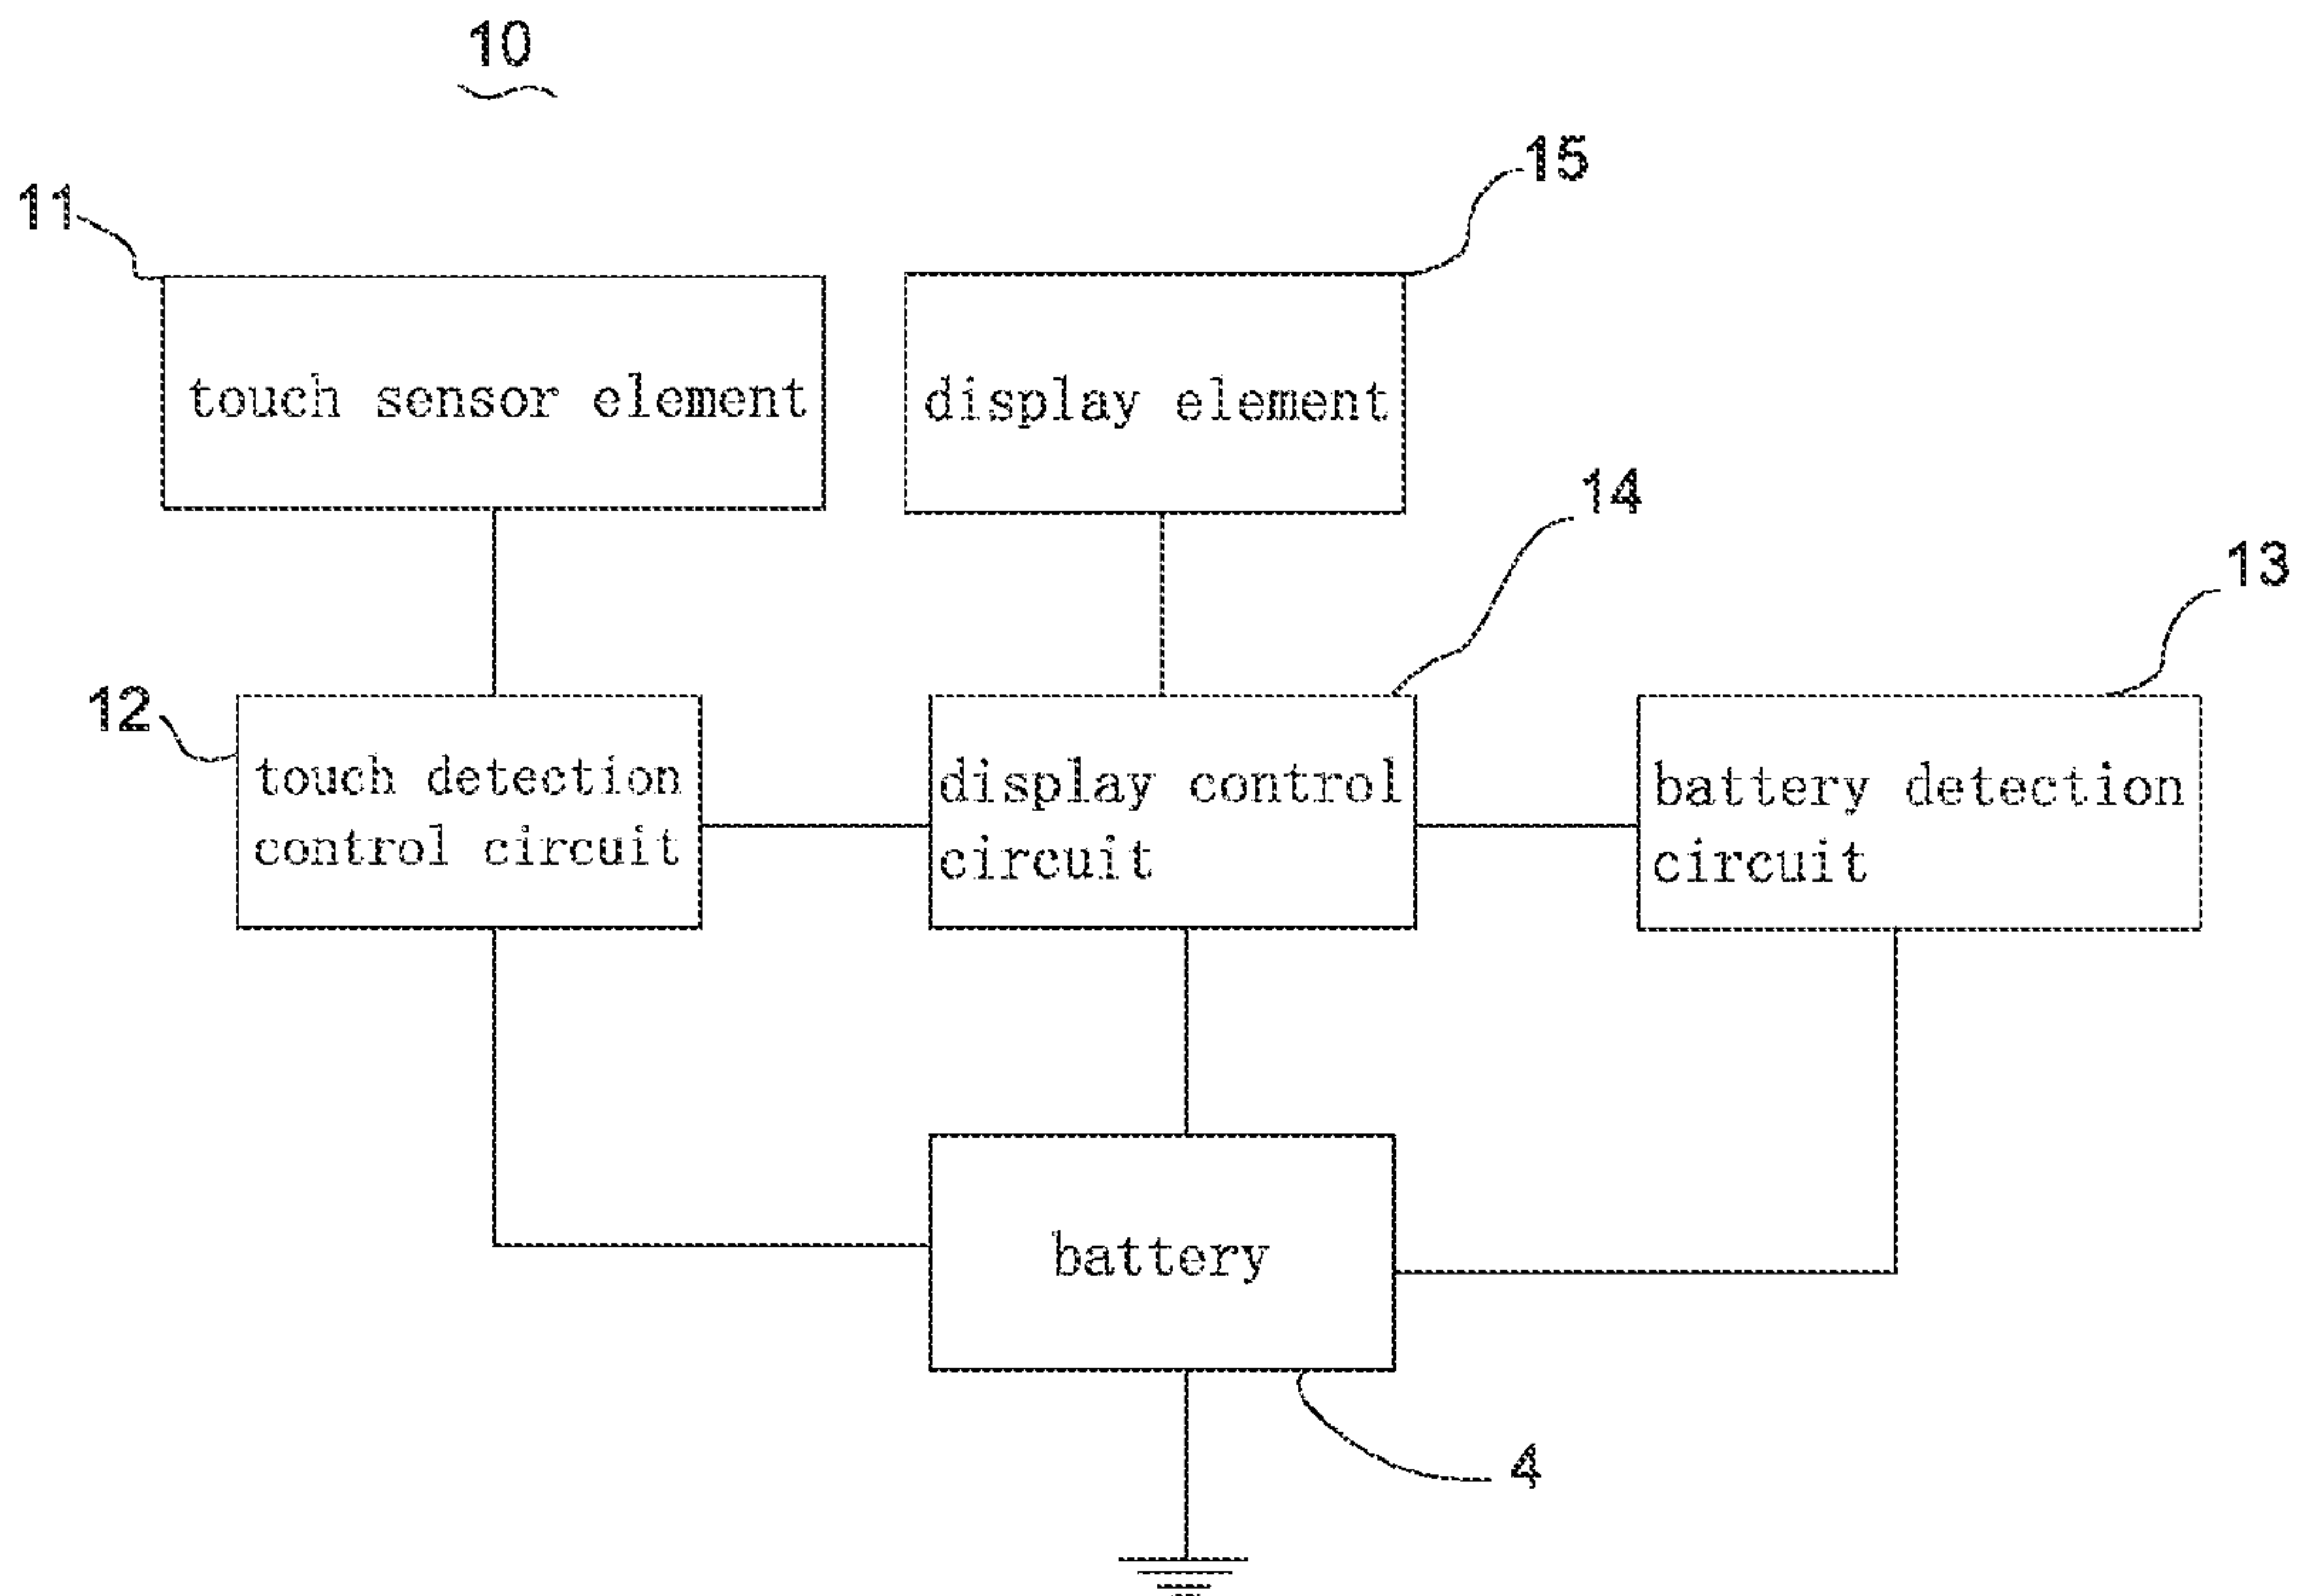 10
11
15
touch sensor element
display element
14
13
12
touch detection
control circuit
display control
circuit
battery detection
circuit
battery
4